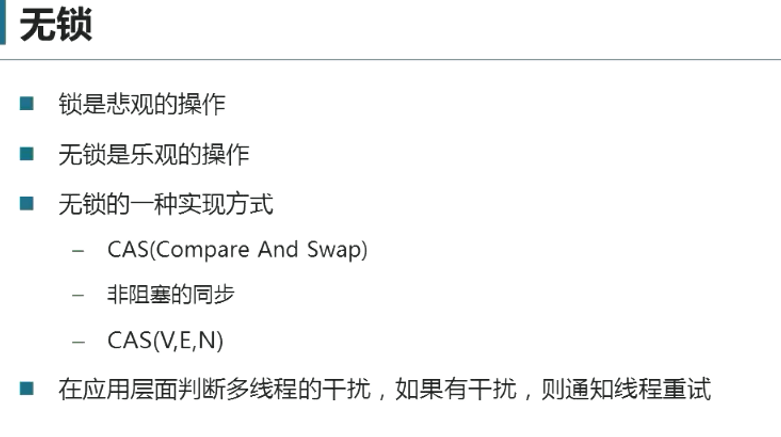 无锁
锁是悲观的操作
无锁是乐观的操作
无锁的一种实现方式
– CAS(Compare And Swap)
– 非阻塞的同步
– CAS(V,E,N)
在应用层面判断多线程的干扰，如果有干扰，则通知线程重试